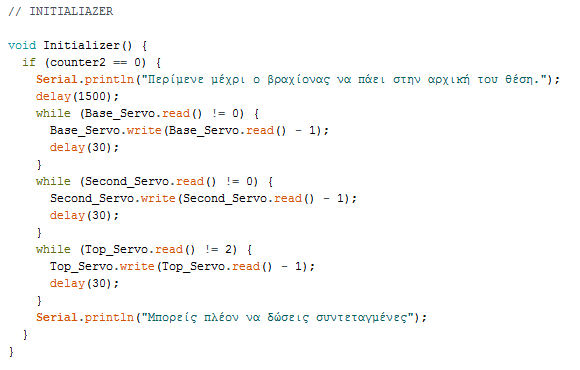 // INITIALIAZER
void Initializer() {
if (counter2 == 0) {
Serial.println("Περίμενε μέχρι ο βραχίονας να πάει στην αρχική του θέση.");
delay(1500);
while (Base_Servo.read() != 0) {
Base_Servo.write(Base_Servo.read() - 1);
delay(30);
}
while (Second_Servo.read() != 0) {
Second_Servo.write(Second_Servo.read() - 1);
delay(30);
}
while (Top_Servo.read() != 2) {
Top_Servo.write(Top_Servo.read() - 1);
delay(30);
}
Serial.println("Μπορείς πλέον να δώσεις συντεταγμένες");
}
}